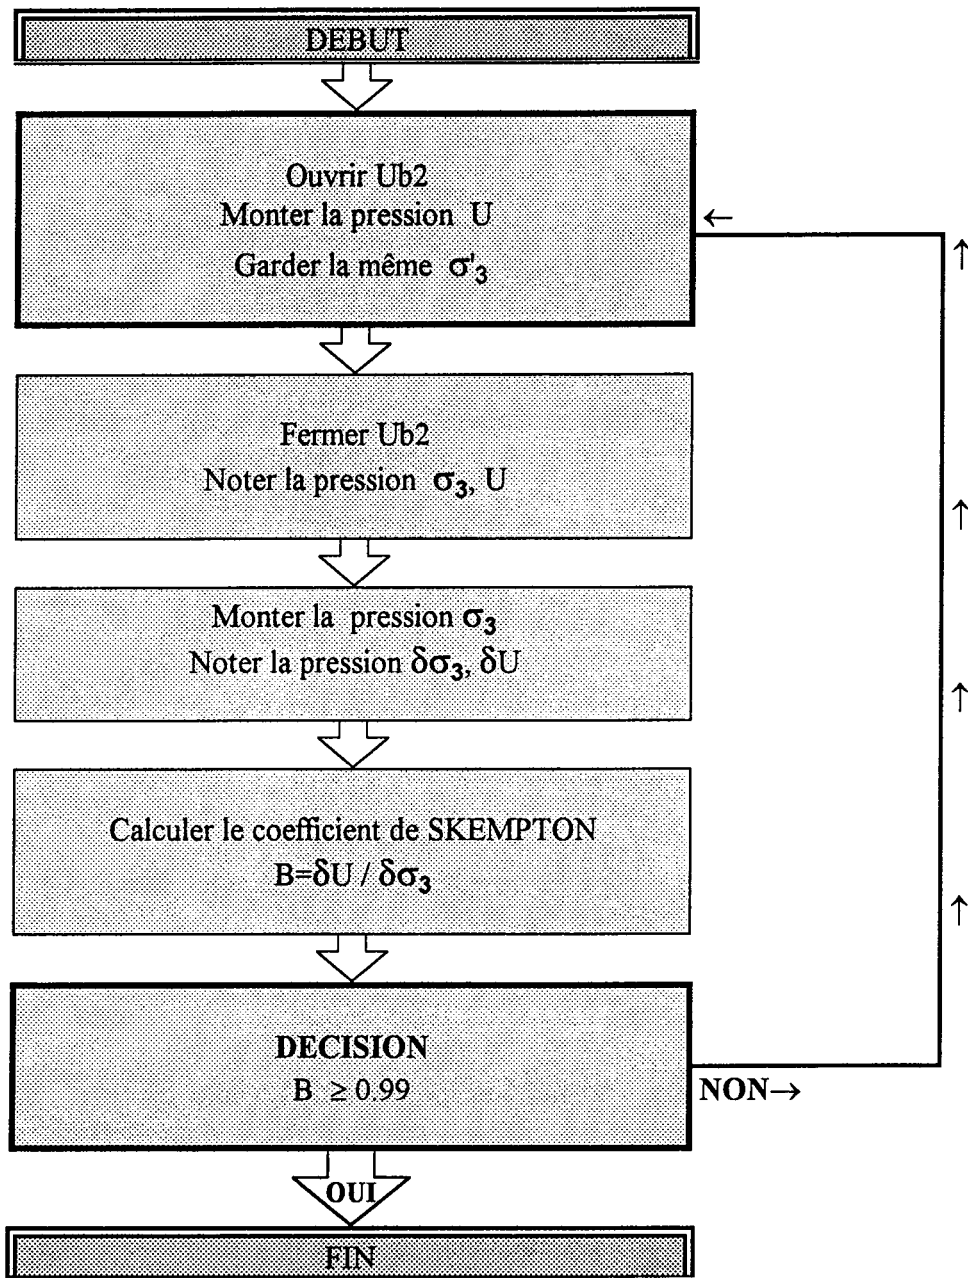 DEBUT
Ouvrir Ub2
Monter la pression U
Garder la même σ'₃
←
↑
Fermer Ub2
Noter la pression σ₃, U
↑
Monter la pression σ₃
Noter la pression δσ₃, δU
↑
Calculer le coefficient de SKEMPTON
B=δU / δσ₃
↑
DECISION
B ≥ 0.99
NON→
OUI
FIN